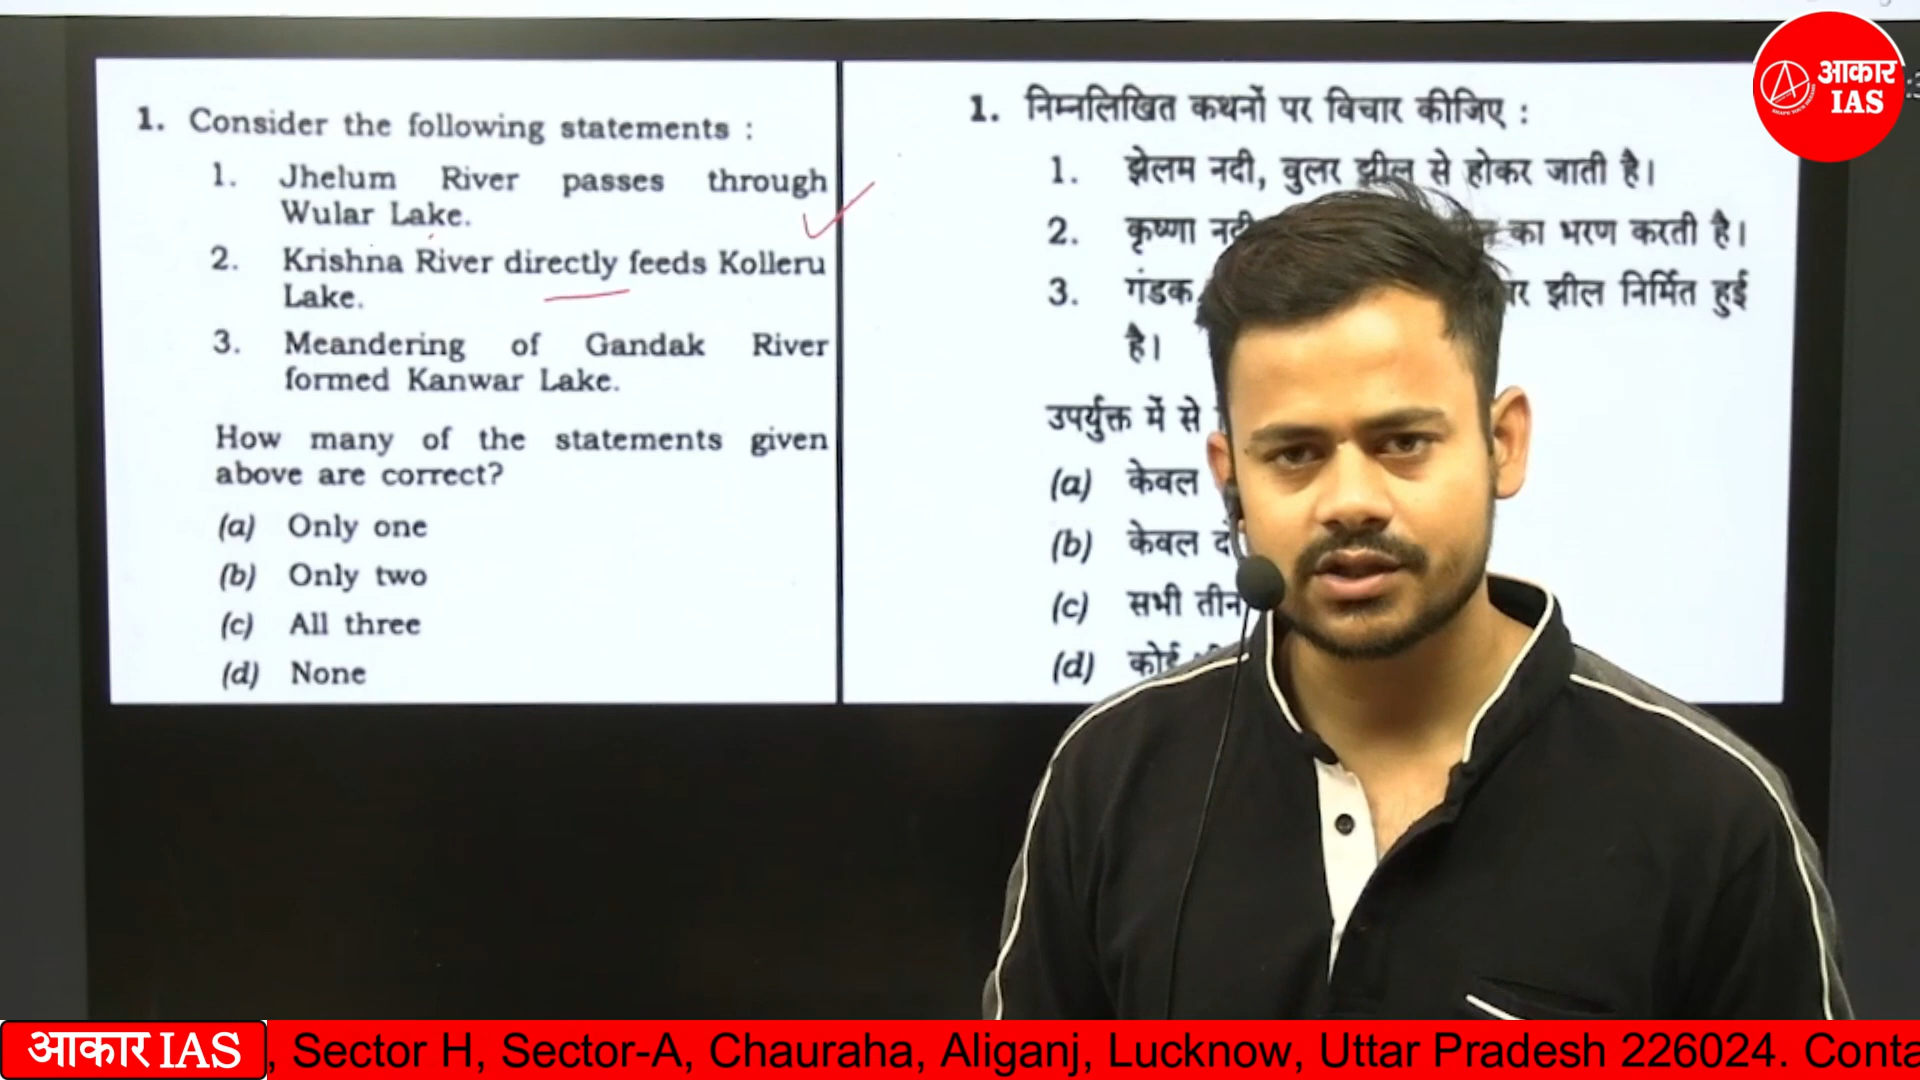 1. Consider the following statements :
1. Jhelum River passes through
Wular Lake.
2. Krishna River directly feeds Kolleru
Lake.
3. Meandering of Gandak River
formed Kanwar Lake.
How many of the statements given
above are correct?
(a) Only one
(b) Only two
(c) All three
(d) None
1. निम्नलिखित कथनों पर विचार कीजिए :
1. झेलम नदी, वुलर झील से होकर जाती है।
2. कृष्णा का भरण करती है।
3. गंडक झील निर्मित हुई
है।
उपर्युक्त में से
(a) केवल
(b) केवल
(c) सभी तीन
(d)
आकार
IAS
आकार IAS , Sector H, Sector-A, Chauraha, Aliganj, Lucknow, Uttar Pradesh 226024.